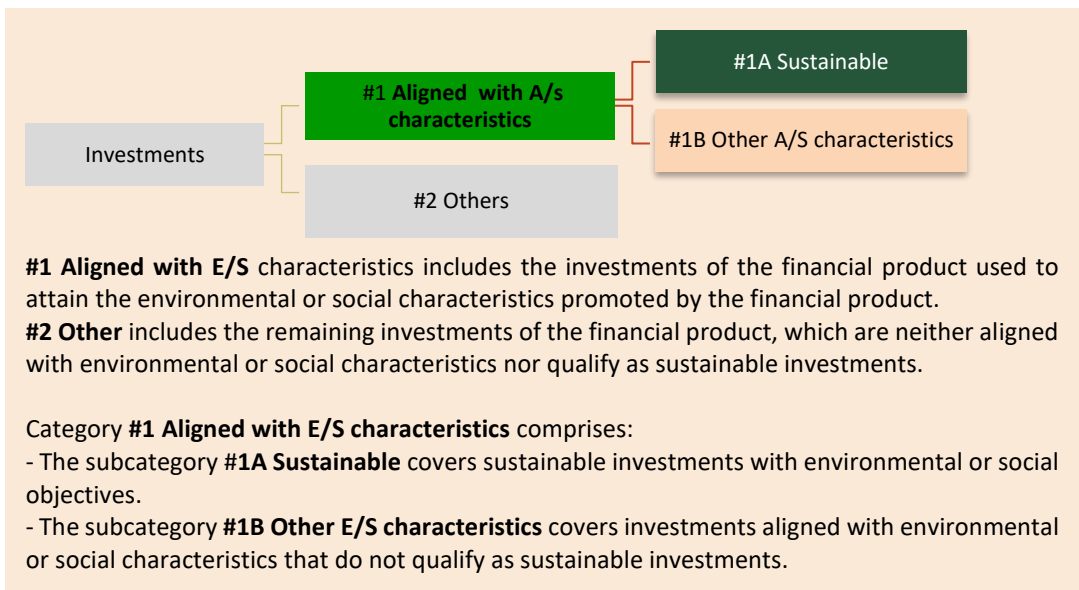 #1A Sustainable
#1 Aligned with A/s
characteristics
#1B Other A/S characteristics
Investments
#2 Others
#1 Aligned with E/S characteristics includes the investments of the financial product used to
attain the environmental or social characteristics promoted by the financial product.
#2 Other includes the remaining investments of the financial product, which are neither aligned
with environmental or social characteristics nor qualify as sustainable investments.
Category #1 Aligned with E/S characteristics comprises:
- The subcategory #1A Sustainable covers sustainable investments with environmental or social
objectives.
- The subcategory #1B Other E/S characteristics covers investments aligned with environmental
or social characteristics that do not qualify as sustainable investments.